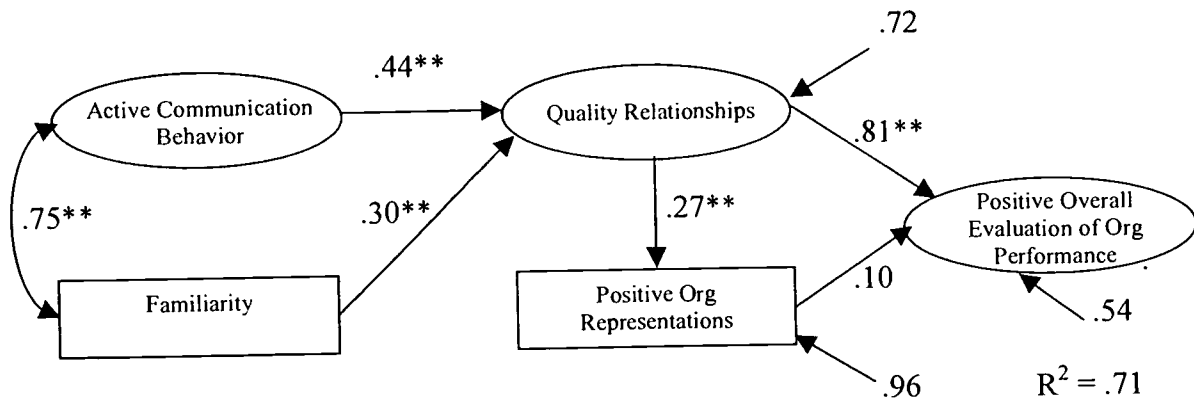 .72
.44**
Active Communication
Behavior
Quality Relationships
.81**
.75**
.30**
.27**
Positive Overall
Evaluation of Org
Performance
Familiarity
Positive Org
Representations
.10
.54
.96
R² = .71